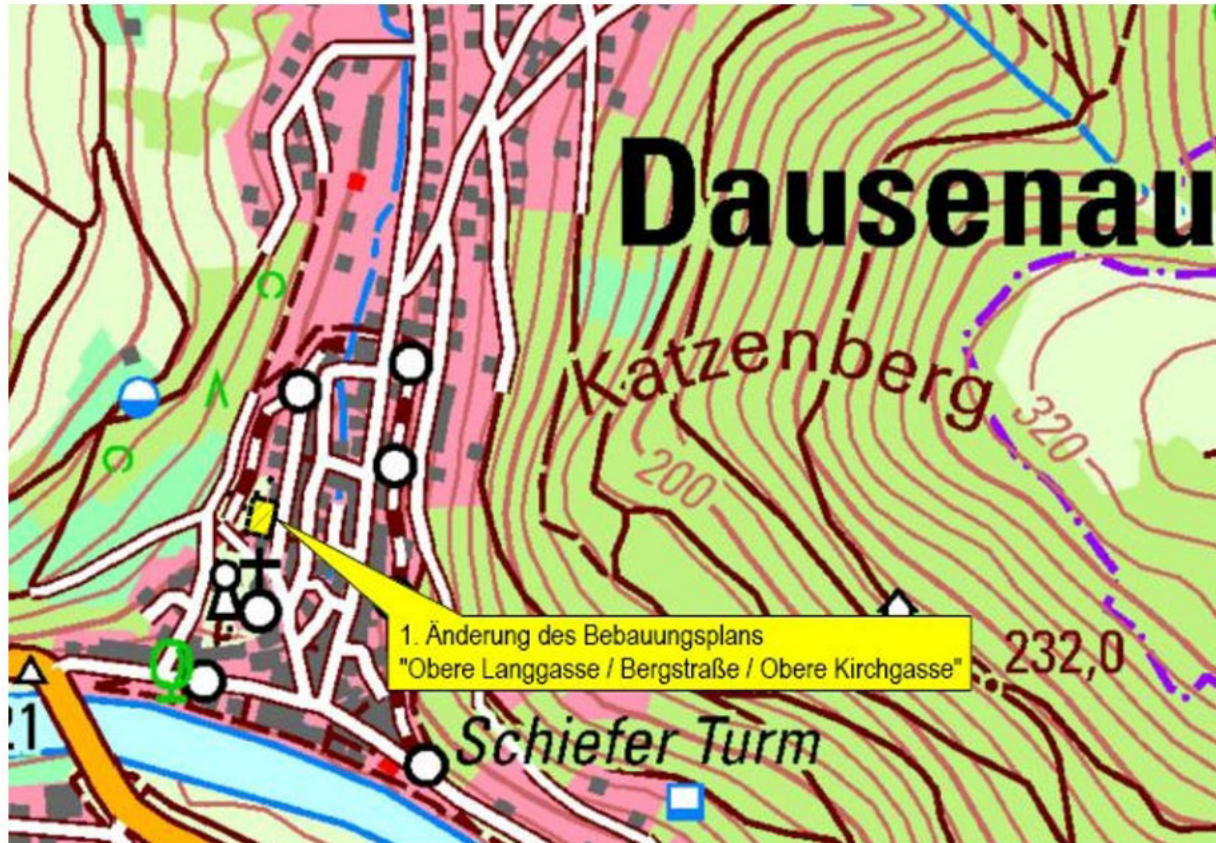 Dausenau
Katzenberg
320
200
1. Änderung des Bebauungsplans
"Obere Langgasse / Bergstraße / Obere Kirchgasse"
232,0
21
Schiefer Turm